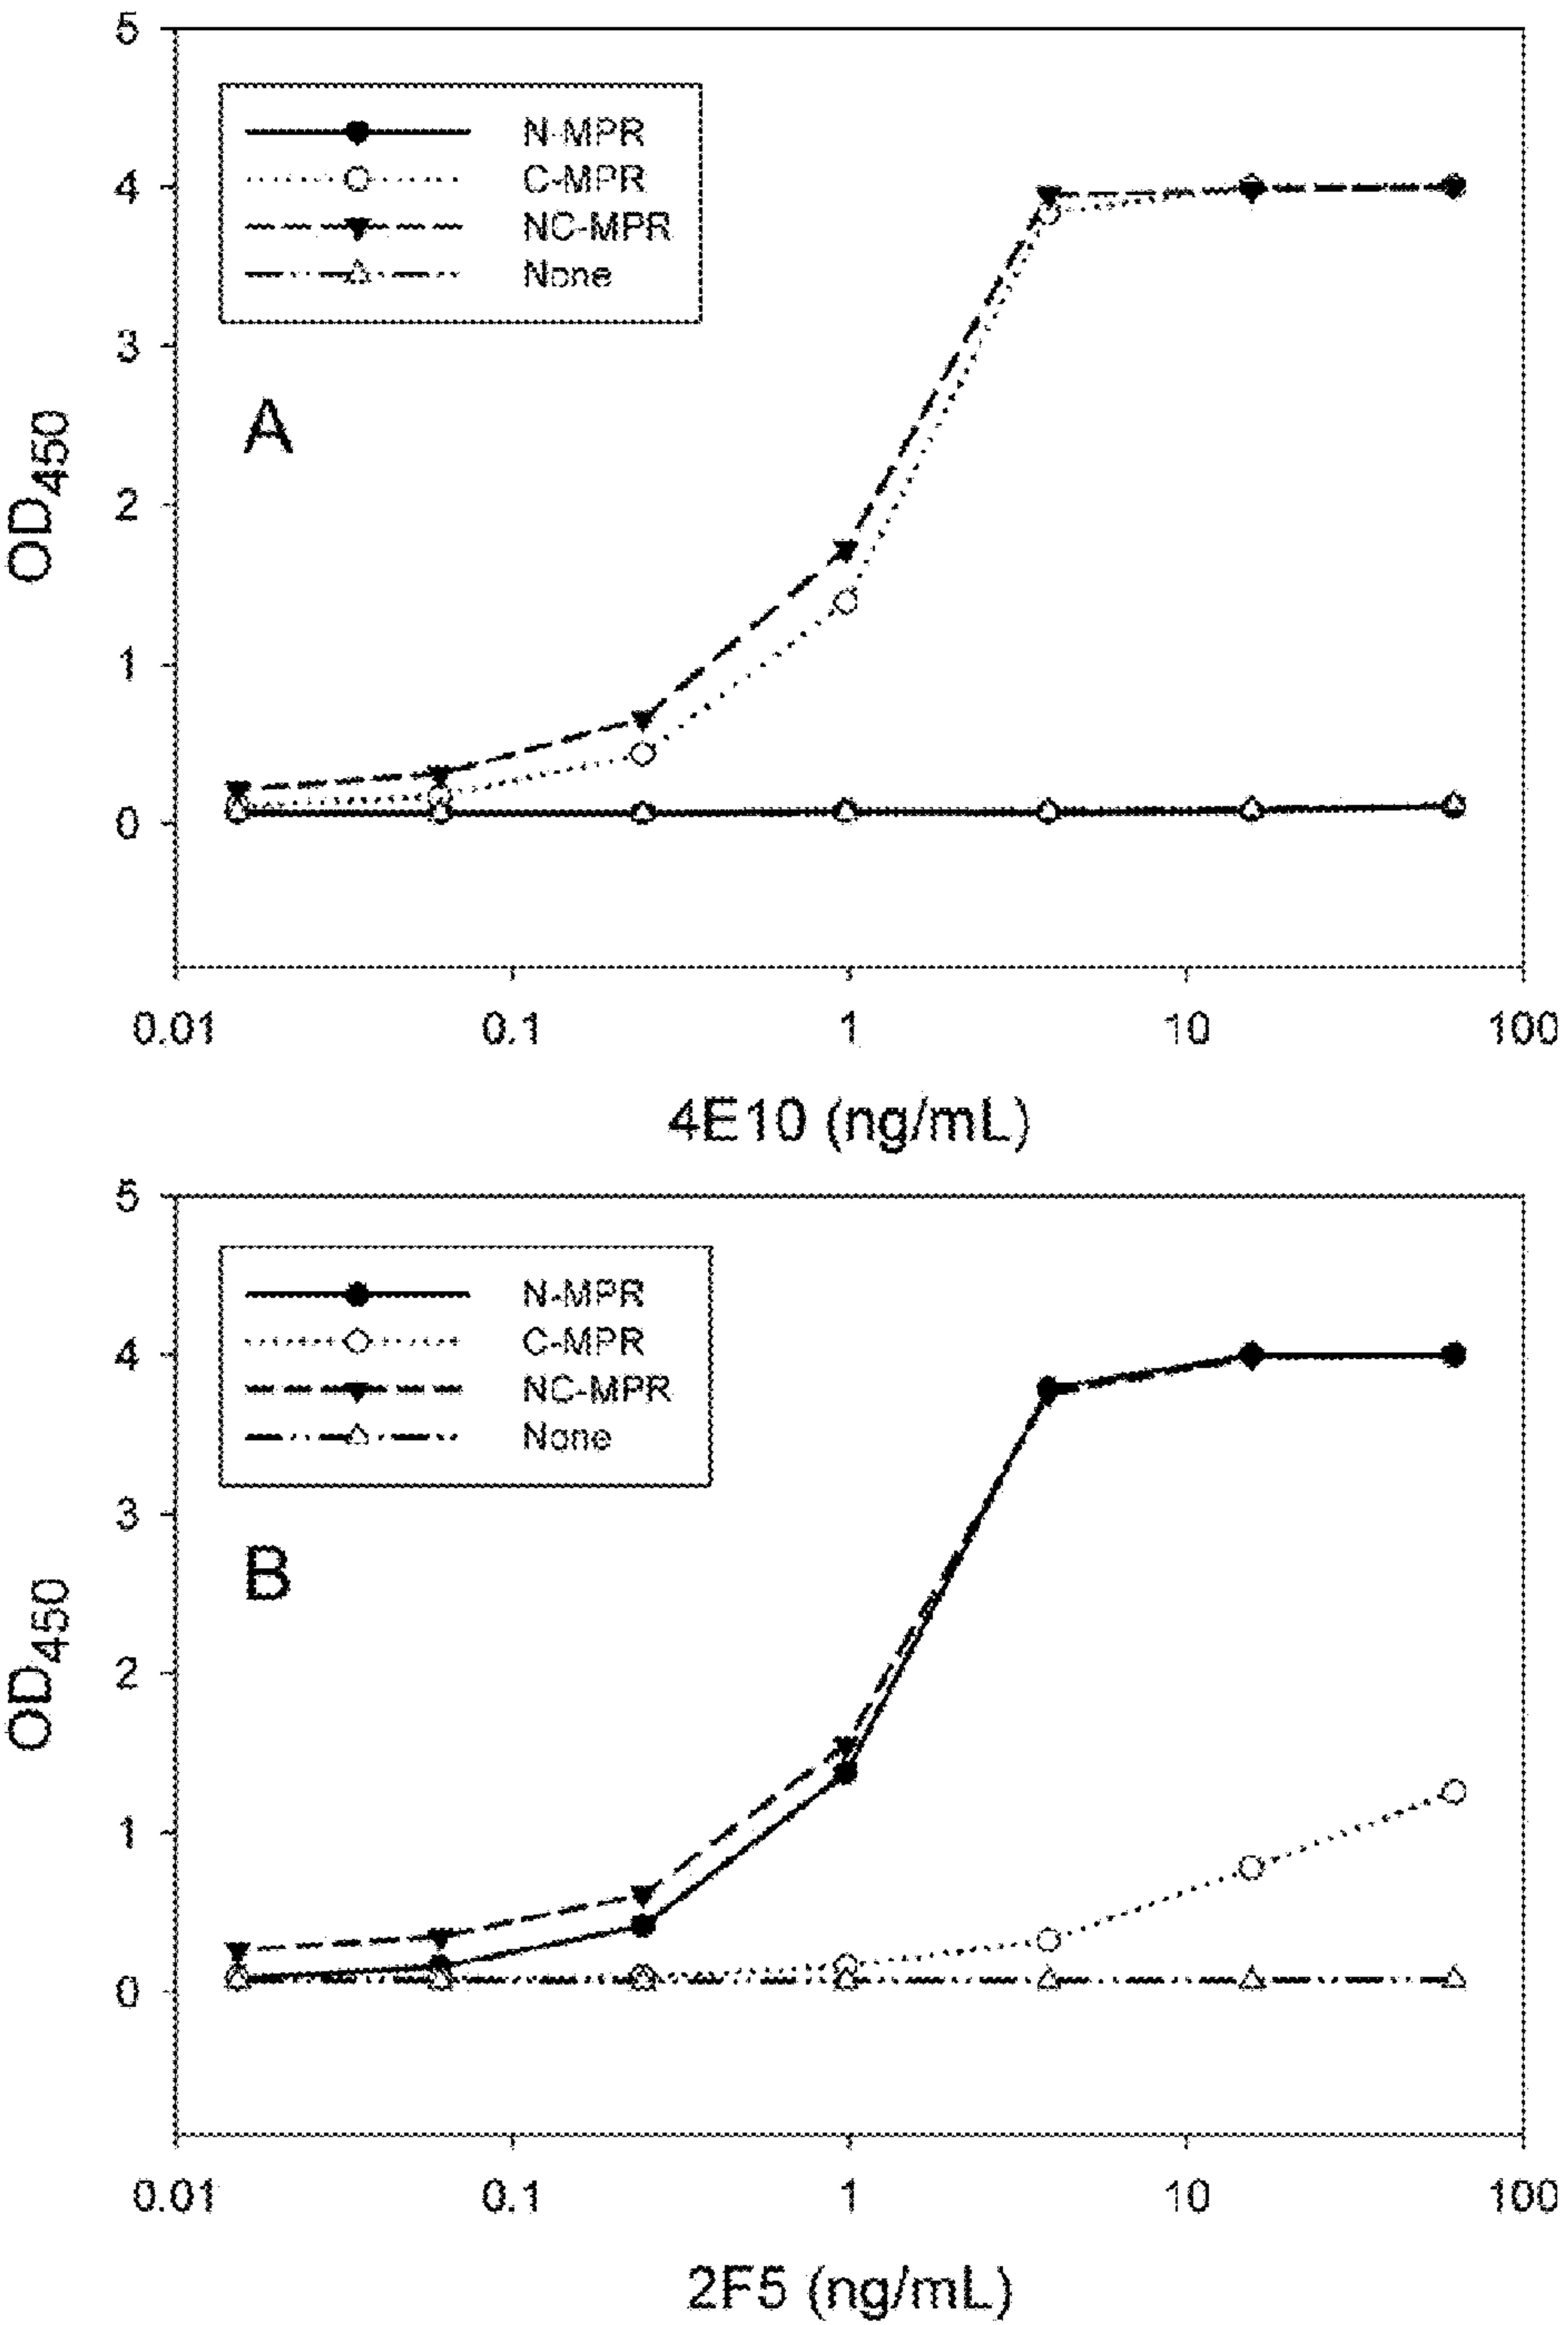 5
N-MPR
C-MPR
NC-MPR
None
4
3
A
OD450
2
1
0
0.01 0.1 1 10 100
4E10 (ng/mL)
5
N-MPR
C-MPR
NC-MPR
None
4
3
B
OD450
2
1
0
0.01 0.1 1 10 100
2F5 (ng/mL)